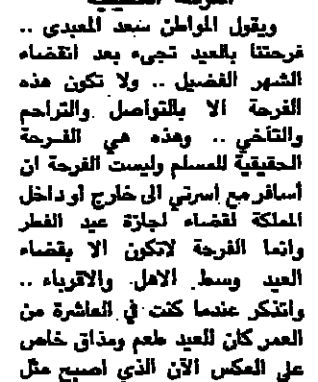 ويقول المواطن سعد المعبدى ..
فرحتنا بالعيد تجىء بعد انقضاء
الشهر الفضيل .. ولا تكون هذه
الفرحة الا بالتواصل والتراحم
والتآخي .. وهذه هي الفرحة
الحقيقية للمسلم وليست الفرحة ان
أسافر مع أسرتي الى خارج أو داخل
المملكة لقضاء اجازة عيد الفطر
وانما الفرحة لاتكون الا بقضاء
العيد وسط الاهل والاقرباء ..
واتذكر عندما كنت في العاشرة من
العمر كان للعيد طعم ومذاق خاص
على العكس الآن الذي اصبح مثل